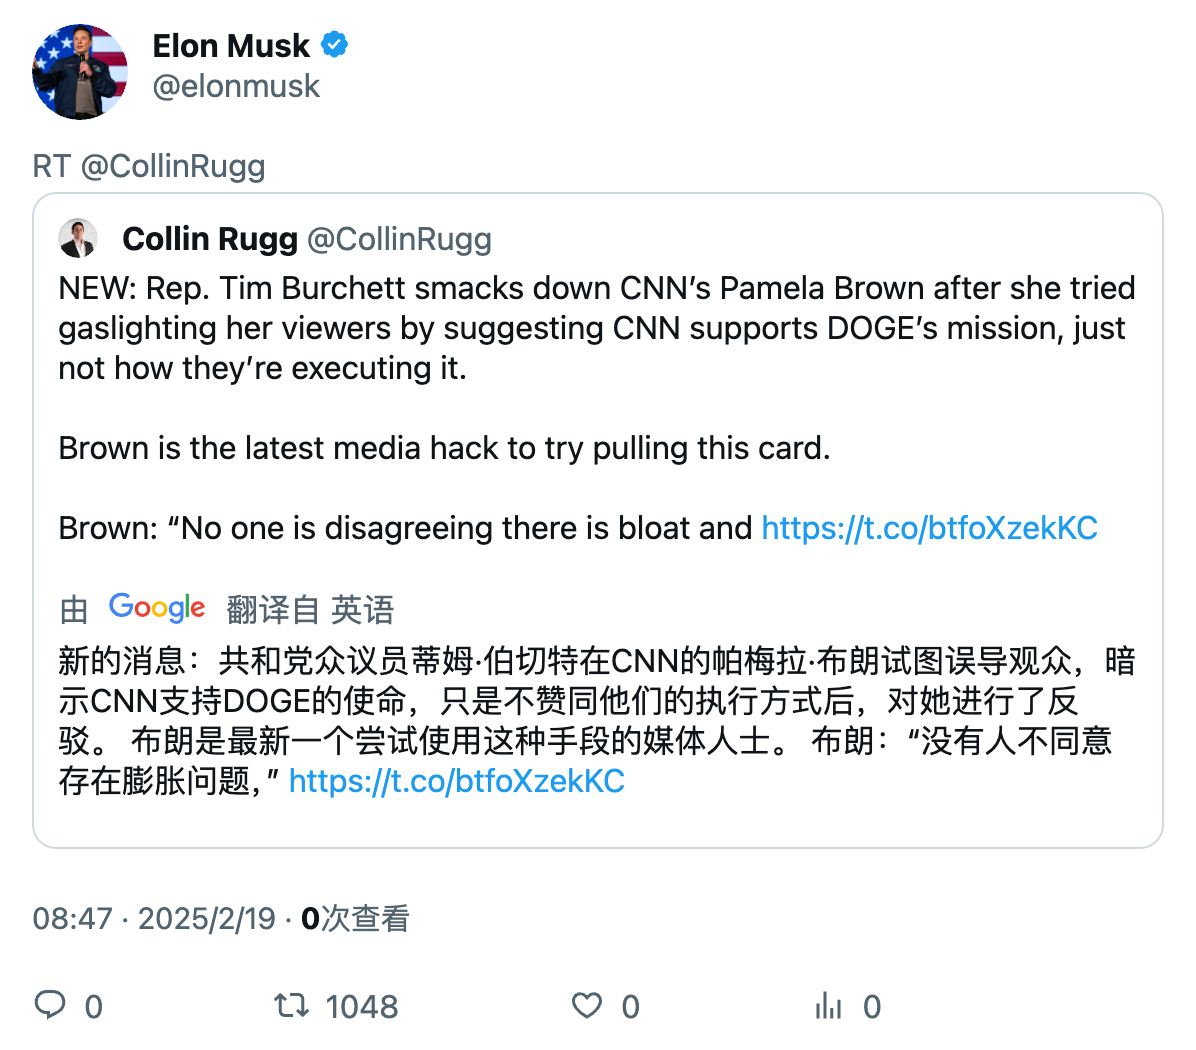 Elon Musk
@elonmusk
RT @CollinRugg
Collin Rugg @CollinRugg
NEW: Rep. Tim Burchett smacks down CNN’s Pamela Brown after she tried
gaslighting her viewers by suggesting CNN supports DOGE’s mission, just
not how they’re executing it.
Brown is the latest media hack to try pulling this card.
Brown: “No one is disagreeing there is bloat and https://t.co/btfoXzekKC
由 Google 翻译自 英语
新的消息：共和党众议员蒂姆·伯切特在CNN的帕梅拉·布朗试图误导观众，暗
示CNN支持DOGE的使命，只是不赞同他们的执行方式后，对她进行了反
驳。 布朗是最新一个尝试使用这种手段的媒体人士。 布朗：“没有人不同意
存在膨胀问题，” https://t.co/btfoXzekKC
08:47 · 2025/2/19 · 0次查看
0 1048 0 0